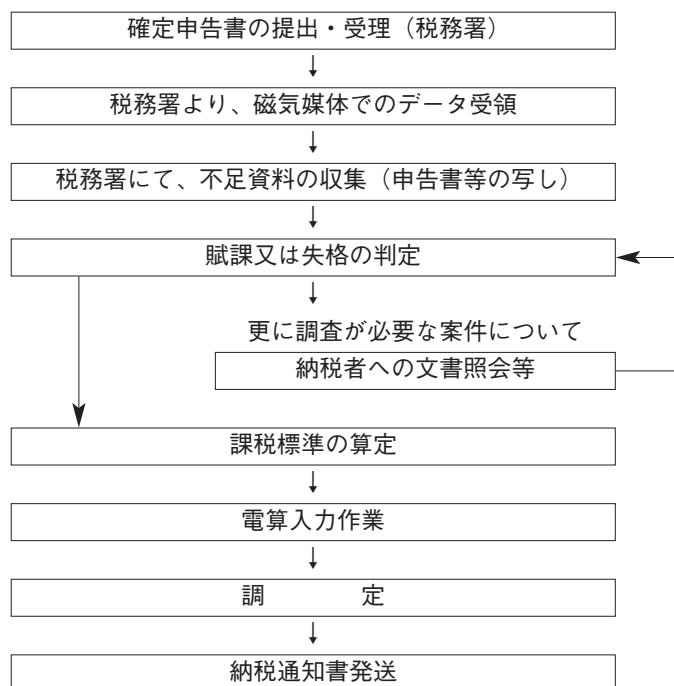 確定申告書の提出・受理（税務署）
税務署より、磁気媒体でのデータ受領
税務署にて、不足資料の収集（申告書等の写し）
賦課又は失格の判定
更に調査が必要な案件について
納税者への文書照会等
課税標準の算定
電算入力作業
調　　　　定
納税通知書発送